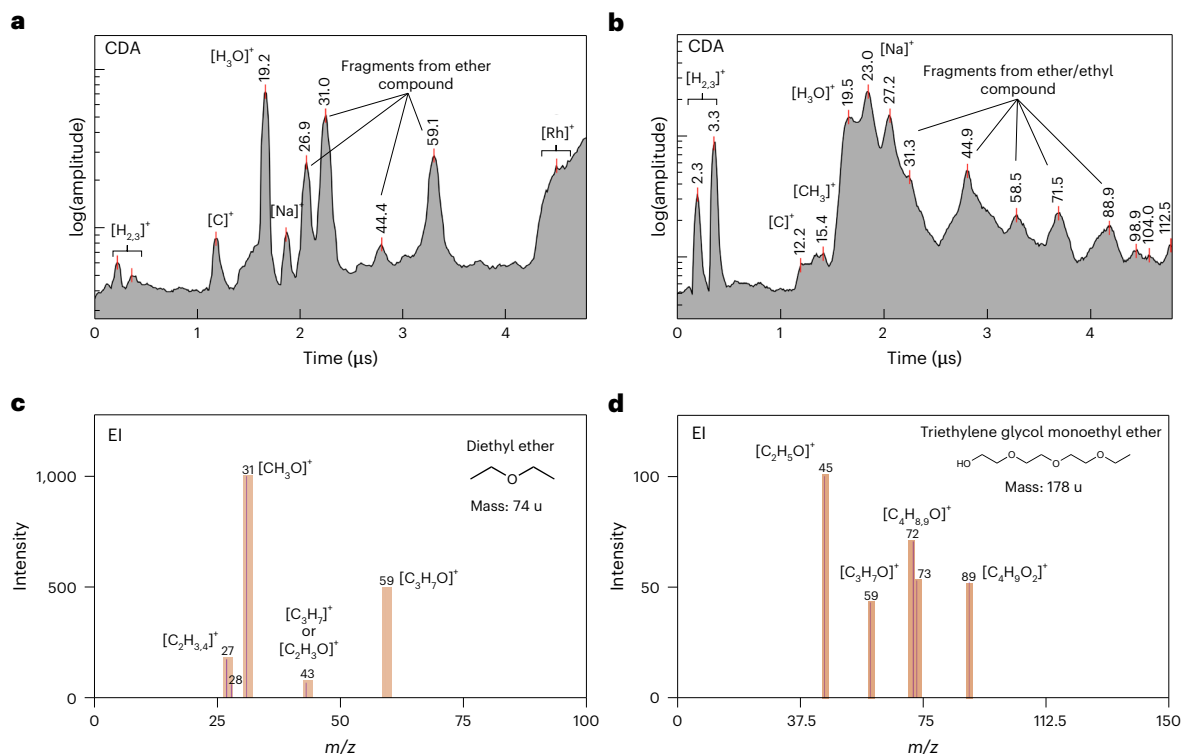 a
CDA
[H₃O]⁺
19.2
Fragments from ether
compound
26.9
31.0
59.1
[Rh]⁺
[H₂,₃]⁺
[C]⁺
[Na]⁺
44.4
log(amplitude)
0 1 2 3 4
Time (μs)
b
CDA
[Na]⁺
[H₂,₃]⁺
[H₃O]⁺
19.5
23.0
27.2
Fragments from ether/ethyl
compound
2.3
3.3
31.3
44.9
[CH₃]⁺
[C]⁺
12.2
15.4
58.5
71.5
88.9
98.9
104.0
112.5
log(amplitude)
0 1 2 3 4
Time (μs)
c
EI
Diethyl ether
O
Mass: 74 u
1,000
31 [CH₃O]⁺
500
59 [C₃H₇O]⁺
[C₃H₇]⁺
or
[C₂H₃O]⁺
43
[C₂H₃,₄]⁺
27
28
0
Intensity
0 25 50 75 100
m/z
d
EI
Triethylene glycol monoethyl ether
HO O O O
Mass: 178 u
[C₂H₅O]⁺
45
100
[C₄H₈,₉O]⁺
72
73
[C₃H₇O]⁺
59
89 [C₄H₉O₂]⁺
50
0
Intensity
0 37.5 75 112.5 150
m/z